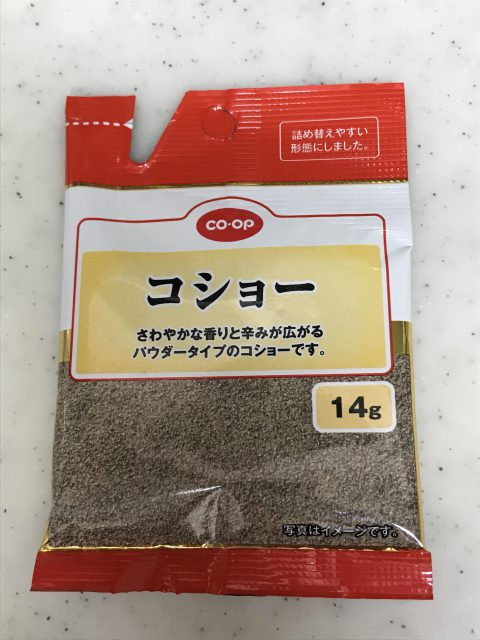 詰め替えやすい
形態にしました。
CO・OP
コショー
さわやかな香りと辛みが広がる
パウダータイプのコショーです。
14g
写真はイメージです。